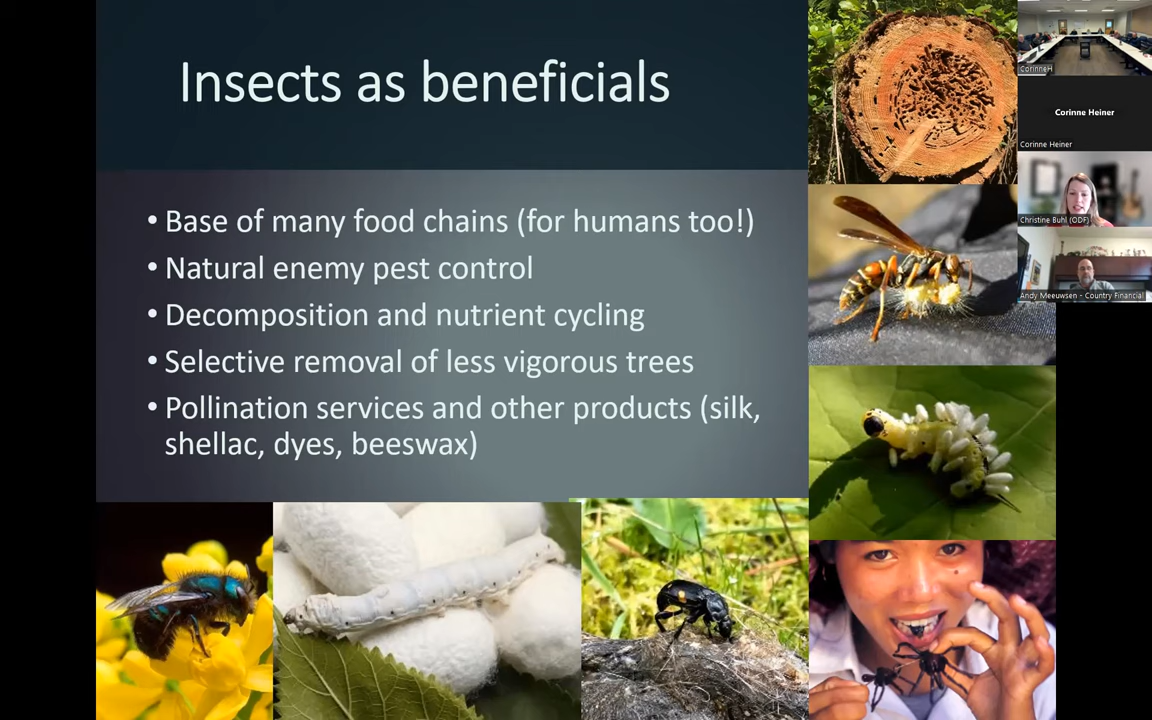 Insects as beneficials
• Base of many food chains (for humans too!)
• Natural enemy pest control
• Decomposition and nutrient cycling
• Selective removal of less vigorous trees
• Pollination services and other products (silk,
shellac, dyes, beeswax)
CorinneH
Corinne Heiner
Corinne Heiner
Christine Buhl (ODF)
Andy Meeuwsen - Country Financial